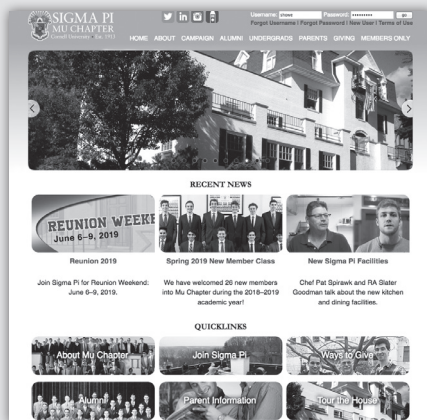 SIGMA PI
MU CHAPTER
Cornell University Est. 1913
Username: Password: go
Forgot Username | Forgot Password | New User | Terms of Use
HOME ABOUT CAMPAIGN ALUMNI UNDERGRADS PARENTS GIVING MEMBERS ONLY
RECENT NEWS
REUNION WEEKE
June 6–9, 2019
Reunion 2019
Join Sigma Pi for Reunion Weekend:
June 6–9, 2019.
Spring 2019 New Member Class
We have welcomed 26 new members
into Mu Chapter during the 2018–2019
academic year!
New Sigma Pi Facilities
Chef Pat Spirawk and RA Slater
Goodman talk about the new kitchen
and dining facilities.
QUICKLINKS
About Mu Chapter
Join Sigma Pi
Ways to Give
Alumni
Parent Information
Tour the House